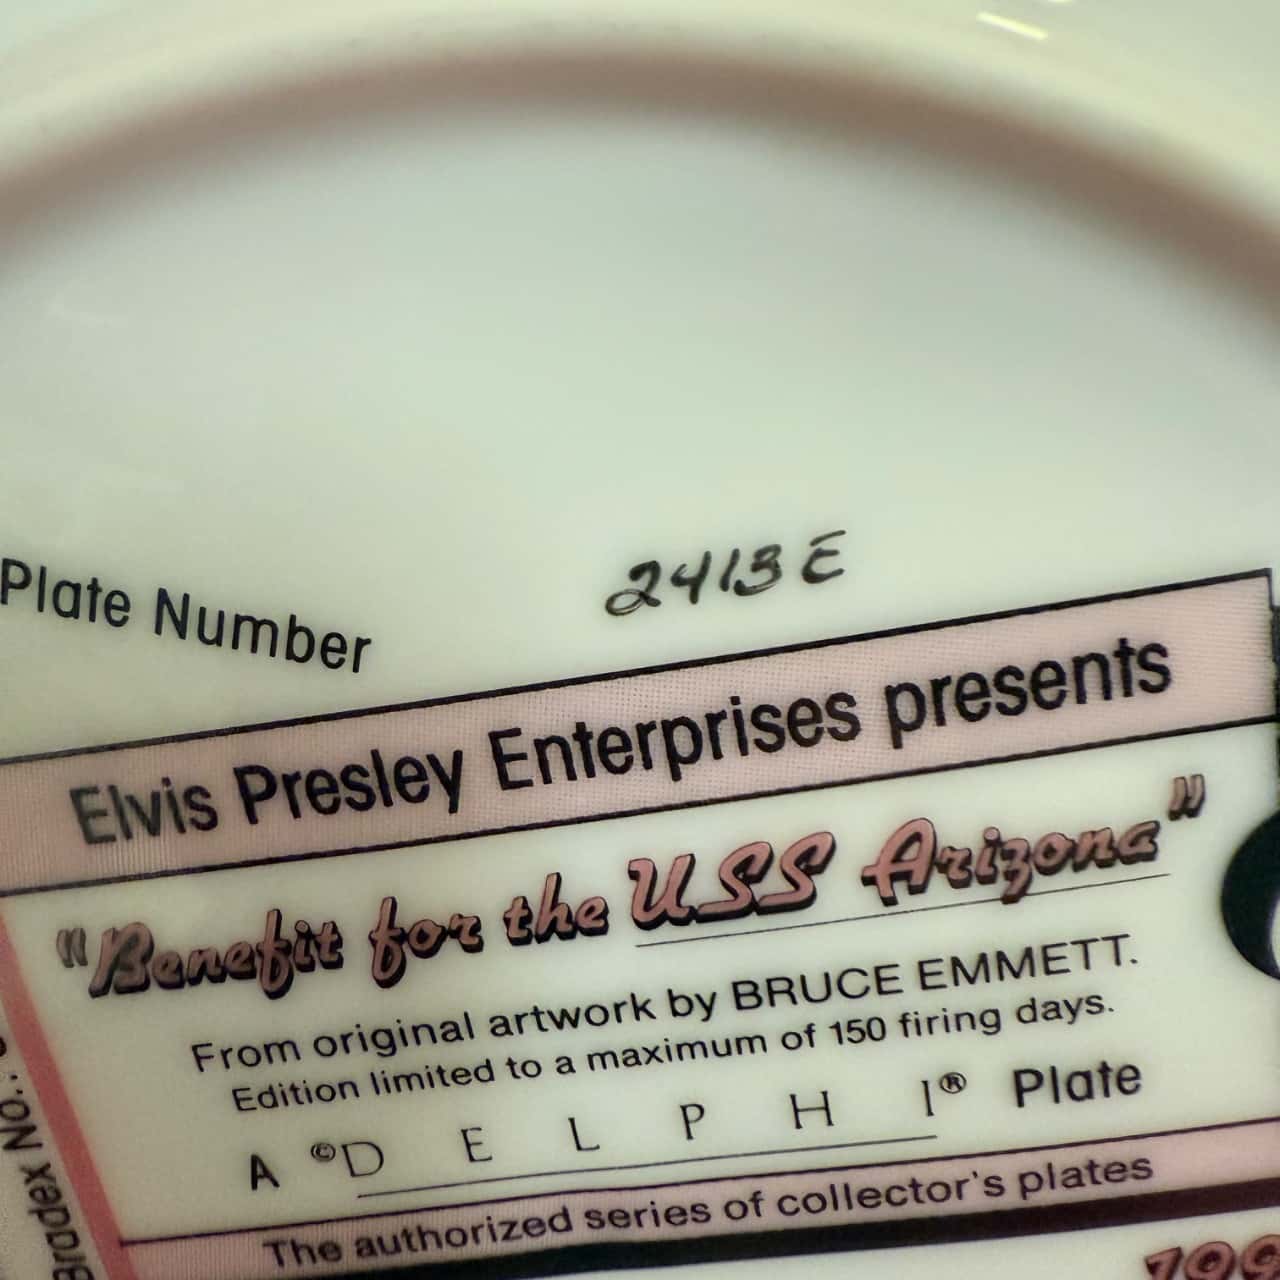 2413E
Plate Number
Elvis Presley Enterprises presents
"Benefit for the USS Arizona"
From original artwork by BRUCE EMMETT.
Edition limited to a maximum of 150 firing days.
A ©DELPHI® Plate
The authorized series of collector's plates
Bradex No.